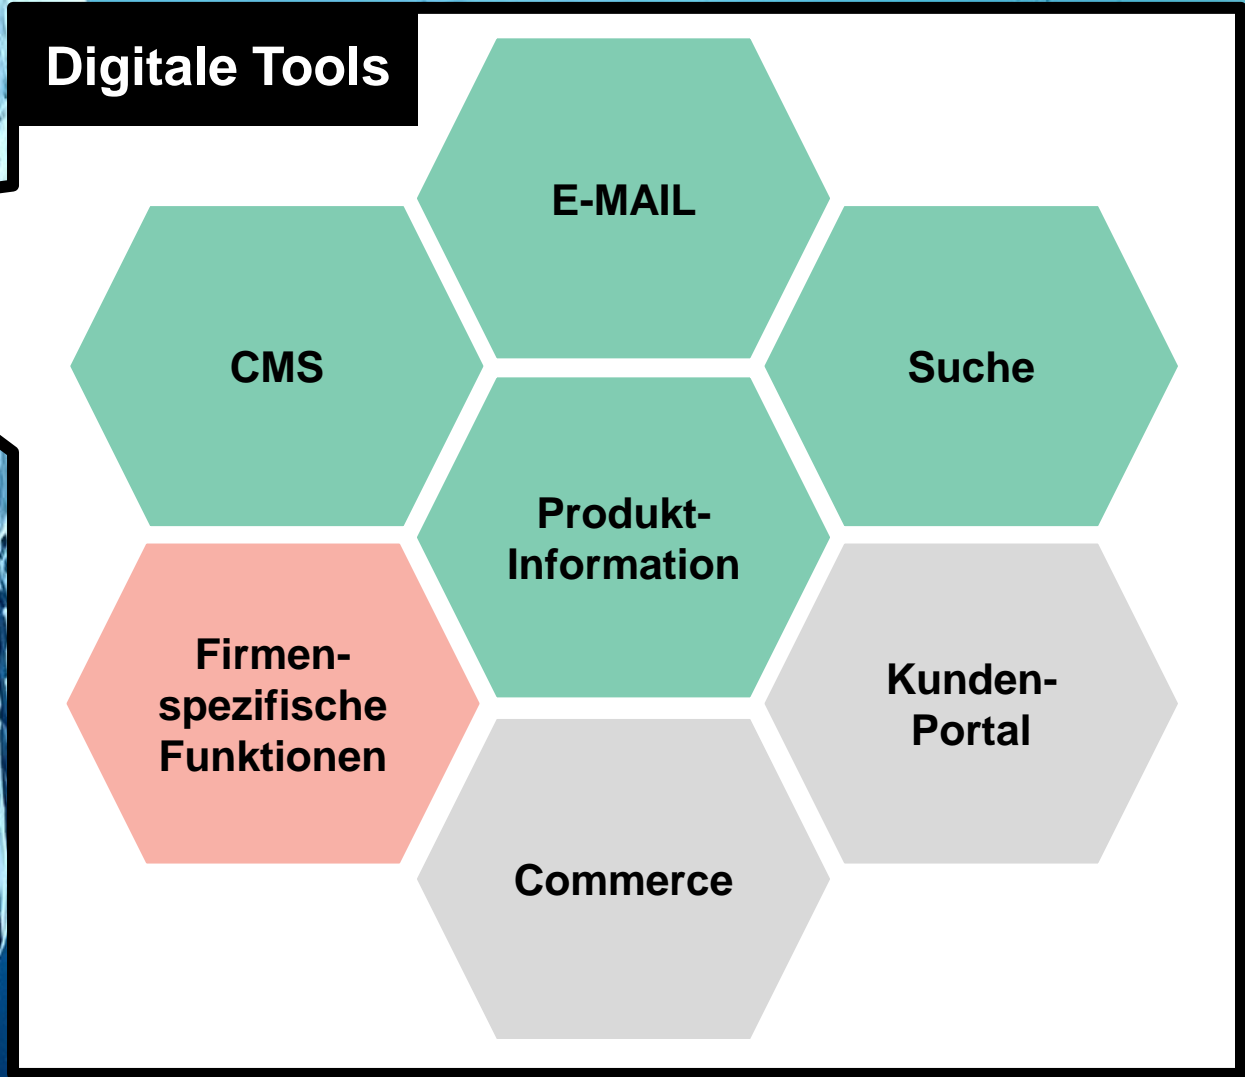 Digitale Tools
E-MAIL
CMS
Suche
Produkt-
Information
Firmen-
spezifische
Funktionen
Kunden-
Portal
Commerce